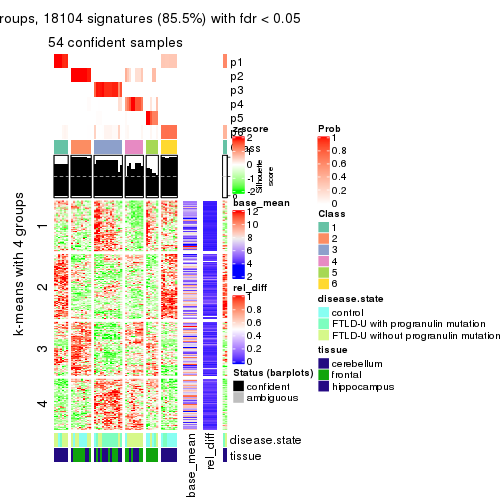 roups, 18104 signatures (85.5%) with fdr < 0.05
54 confident samples
p1
p2
p3
p4
p5
p6
Class
Silhouette score
k-means with 4 groups
1
2
3
4
disease.state
tissue
base_mean
rel_diff
z-score
2
1
0
-1
-2
base_mean
12
10
8
6
4
2
rel_diff
1
0.8
0.6
0.4
0.2
0
Status (barplots)
confident
ambiguous
Prob
1
0.8
0.6
0.4
0.2
0
Class
1
2
3
4
5
6
disease.state
control
FTLD-U with progranulin mutation
FTLD-U without progranulin mutation
tissue
cerebellum
frontal
hippocampus